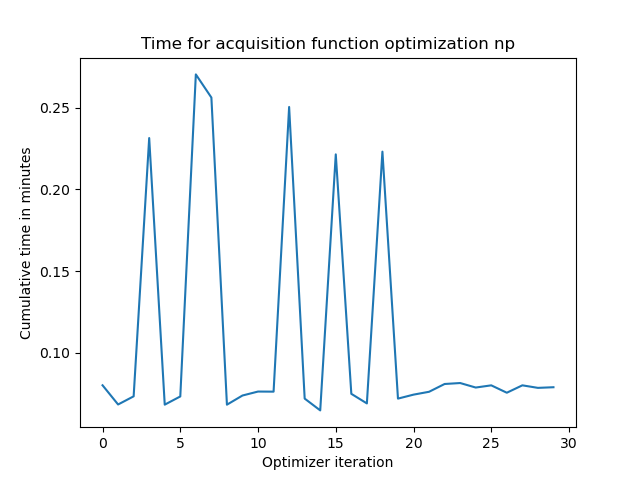 Time for acquisition function optimization np
Cumulative time in minutes
0.25
0.20
0.15
0.10
0 5 10 15 20 25 30
Optimizer iteration